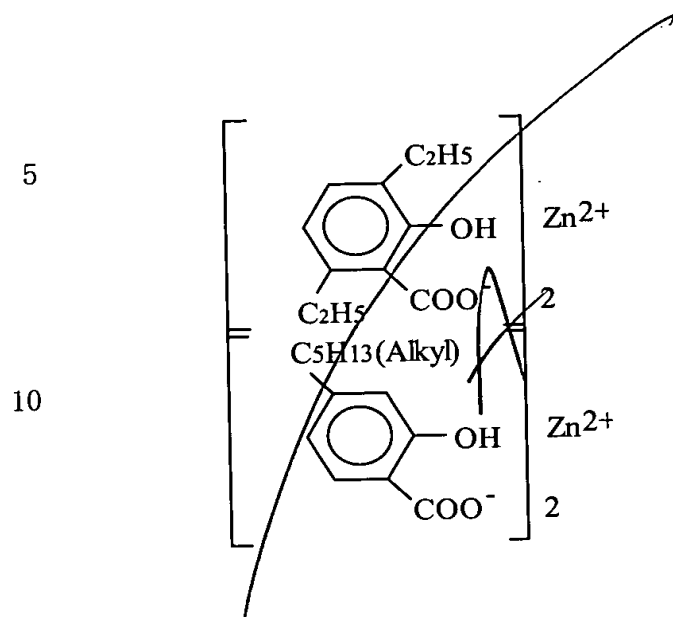 C2H5
5
OH
Zn2+
COO-
C2H5
2
C5H13(Alkyl)
10
OH
Zn2+
COO-
2